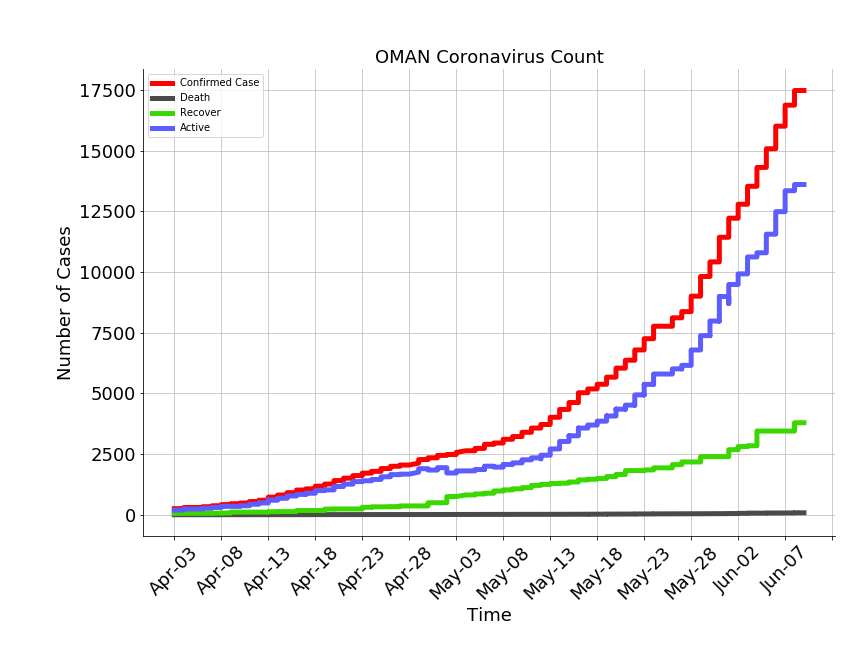 OMAN Coronavirus Count
Confirmed Case
Death
Recover
Active
Number of Cases
17500
15000
12500
10000
7500
5000
2500
0
Apr-03 Apr-08 Apr-13 Apr-18 Apr-23 Apr-28 May-03 May-08 May-13 May-18 May-23 May-28 Jun-02 Jun-07
Time